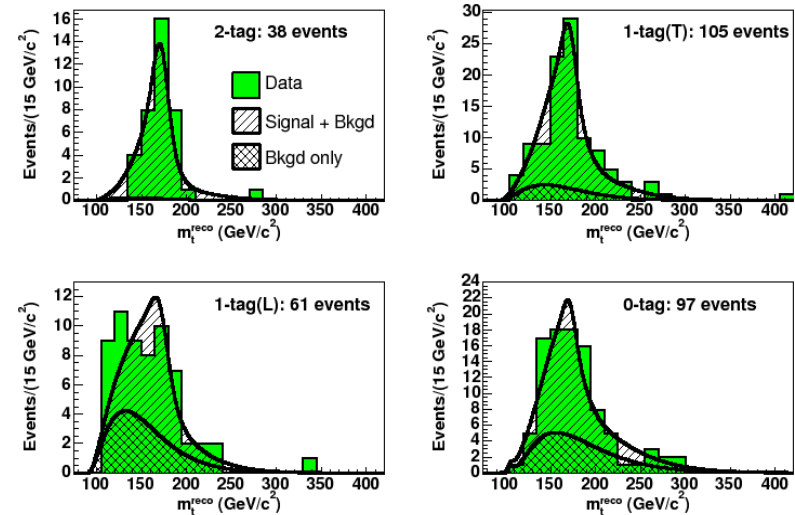 2-tag: 38 events
Data
Signal + Bkgd
Bkgd only
Events/(15 GeV/c²)
16
14
12
10
8
6
4
2
0
100 150 200 250 300 350 400
m_t^reco (GeV/c²)
1-tag(T): 105 events
Events/(15 GeV/c²)
30
25
20
15
10
5
0
100 150 200 250 300 350 400
m_t^reco (GeV/c²)
1-tag(L): 61 events
Events/(15 GeV/c²)
12
10
8
6
4
2
0
100 150 200 250 300 350 400
m_t^reco (GeV/c²)
0-tag: 97 events
Events/(15 GeV/c²)
24
22
20
18
16
14
12
10
8
6
4
2
0
100 150 200 250 300 350 400
m_t^reco (GeV/c²)